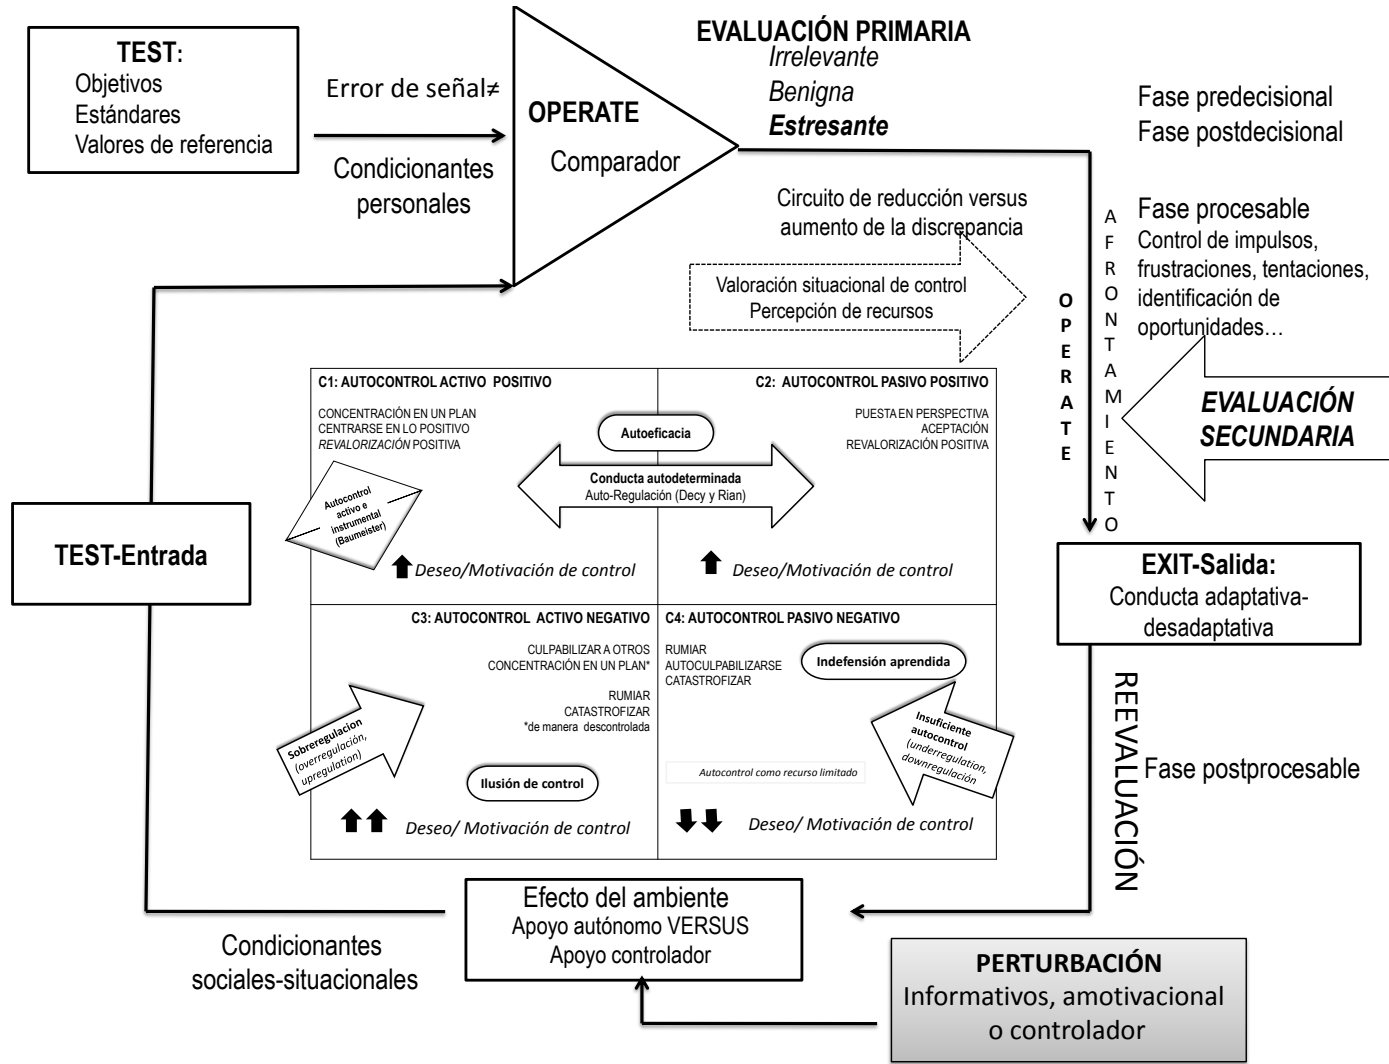 TEST:
Objetivos
Estándares
Valores de referencia
Error de señal≠
Condicionantes
personales
OPERATE
Comparador
EVALUACIÓN PRIMARIA
Irrelevante
Benigna
Estresante
Fase predecisional
Fase postdecisional
Circuito de reducción versus
aumento de la discrepancia
Valoración situacional de control
Percepción de recursos
OPERATE
AFRONTAMIENTO
Fase procesable
Control de impulsos,
frustraciones, tentaciones,
identificación de
oportunidades…
EVALUACIÓN
SECUNDARIA
C1: AUTOCONTROL ACTIVO POSITIVO
CONCENTRACIÓN EN UN PLAN
CENTRARSE EN LO POSITIVO
REVALORIZACIÓN POSITIVA
C2: AUTOCONTROL PASIVO POSITIVO
PUESTA EN PERSPECTIVA
ACEPTACIÓN
REVALORIZACIÓN POSITIVA
Autoeficacia
Conducta autodeterminada
Auto-Regulación (Decy y Rian)
Autocontrol
activo e
instrumental
(Baumeister)
Deseo/Motivación de control
Deseo/Motivación de control
TEST-Entrada
EXIT-Salida:
Conducta adaptativa-
desadaptativa
C3: AUTOCONTROL ACTIVO NEGATIVO
CULPABILIZAR A OTROS
CONCENTRACIÓN EN UN PLAN*
RUMIAR
CATASTROFIZAR
*de manera descontrolada
Sobreregulacion
(overregulación,
upregulation)
Ilusión de control
Deseo/ Motivación de control
C4: AUTOCONTROL PASIVO NEGATIVO
RUMIAR
AUTOCULPABILIZARSE
CATASTROFIZAR
Indefensión aprendida
Insuficiente
autocontrol
(underregulation,
downregulación)
Autocontrol como recurso limitado
Deseo/ Motivación de control
REEVALUACIÓN
Fase postprocesable
Efecto del ambiente
Apoyo autónomo VERSUS
Apoyo controlador
Condicionantes
sociales-situacionales
PERTURBACIÓN
Informativos, amotivacional
o controlador